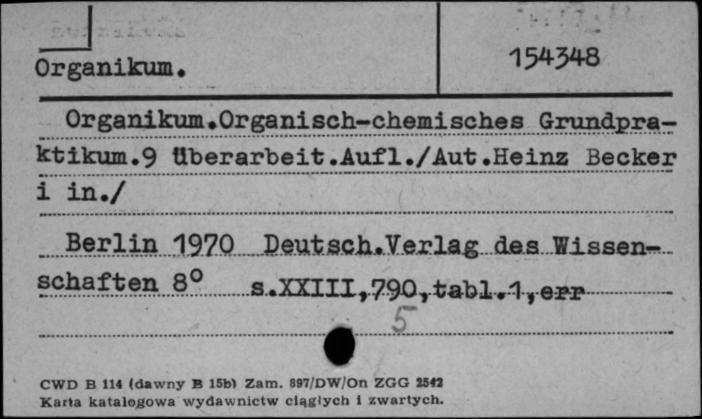 Organikum.
154348
Organikum.Organisch-chemisches Grundpra-
ktikum.9 überarbeit.Aufl./Aut.Heinz Becker
i in./
Berlin 1970 Deutsch.Verlag des Wissen-
schaften 8° s.XXIII,790,tabl.1,err
5
CWD B 114 (dawny B 15b) Zam. 897/DW/On ZGG 2542
Karta katalogowa wydawnictw ciągłych i zwartych.